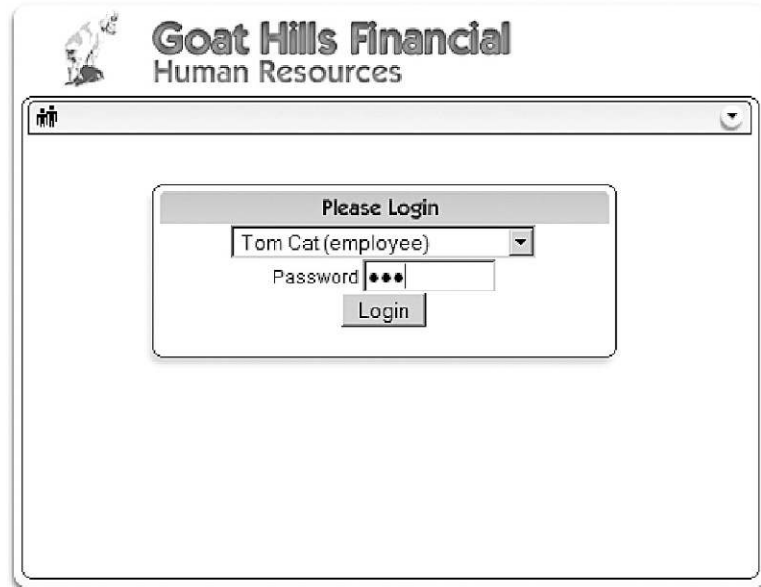 Goat Hills Financial
Human Resources
Please Login
Tom Cat (employee)
Password •••
Login